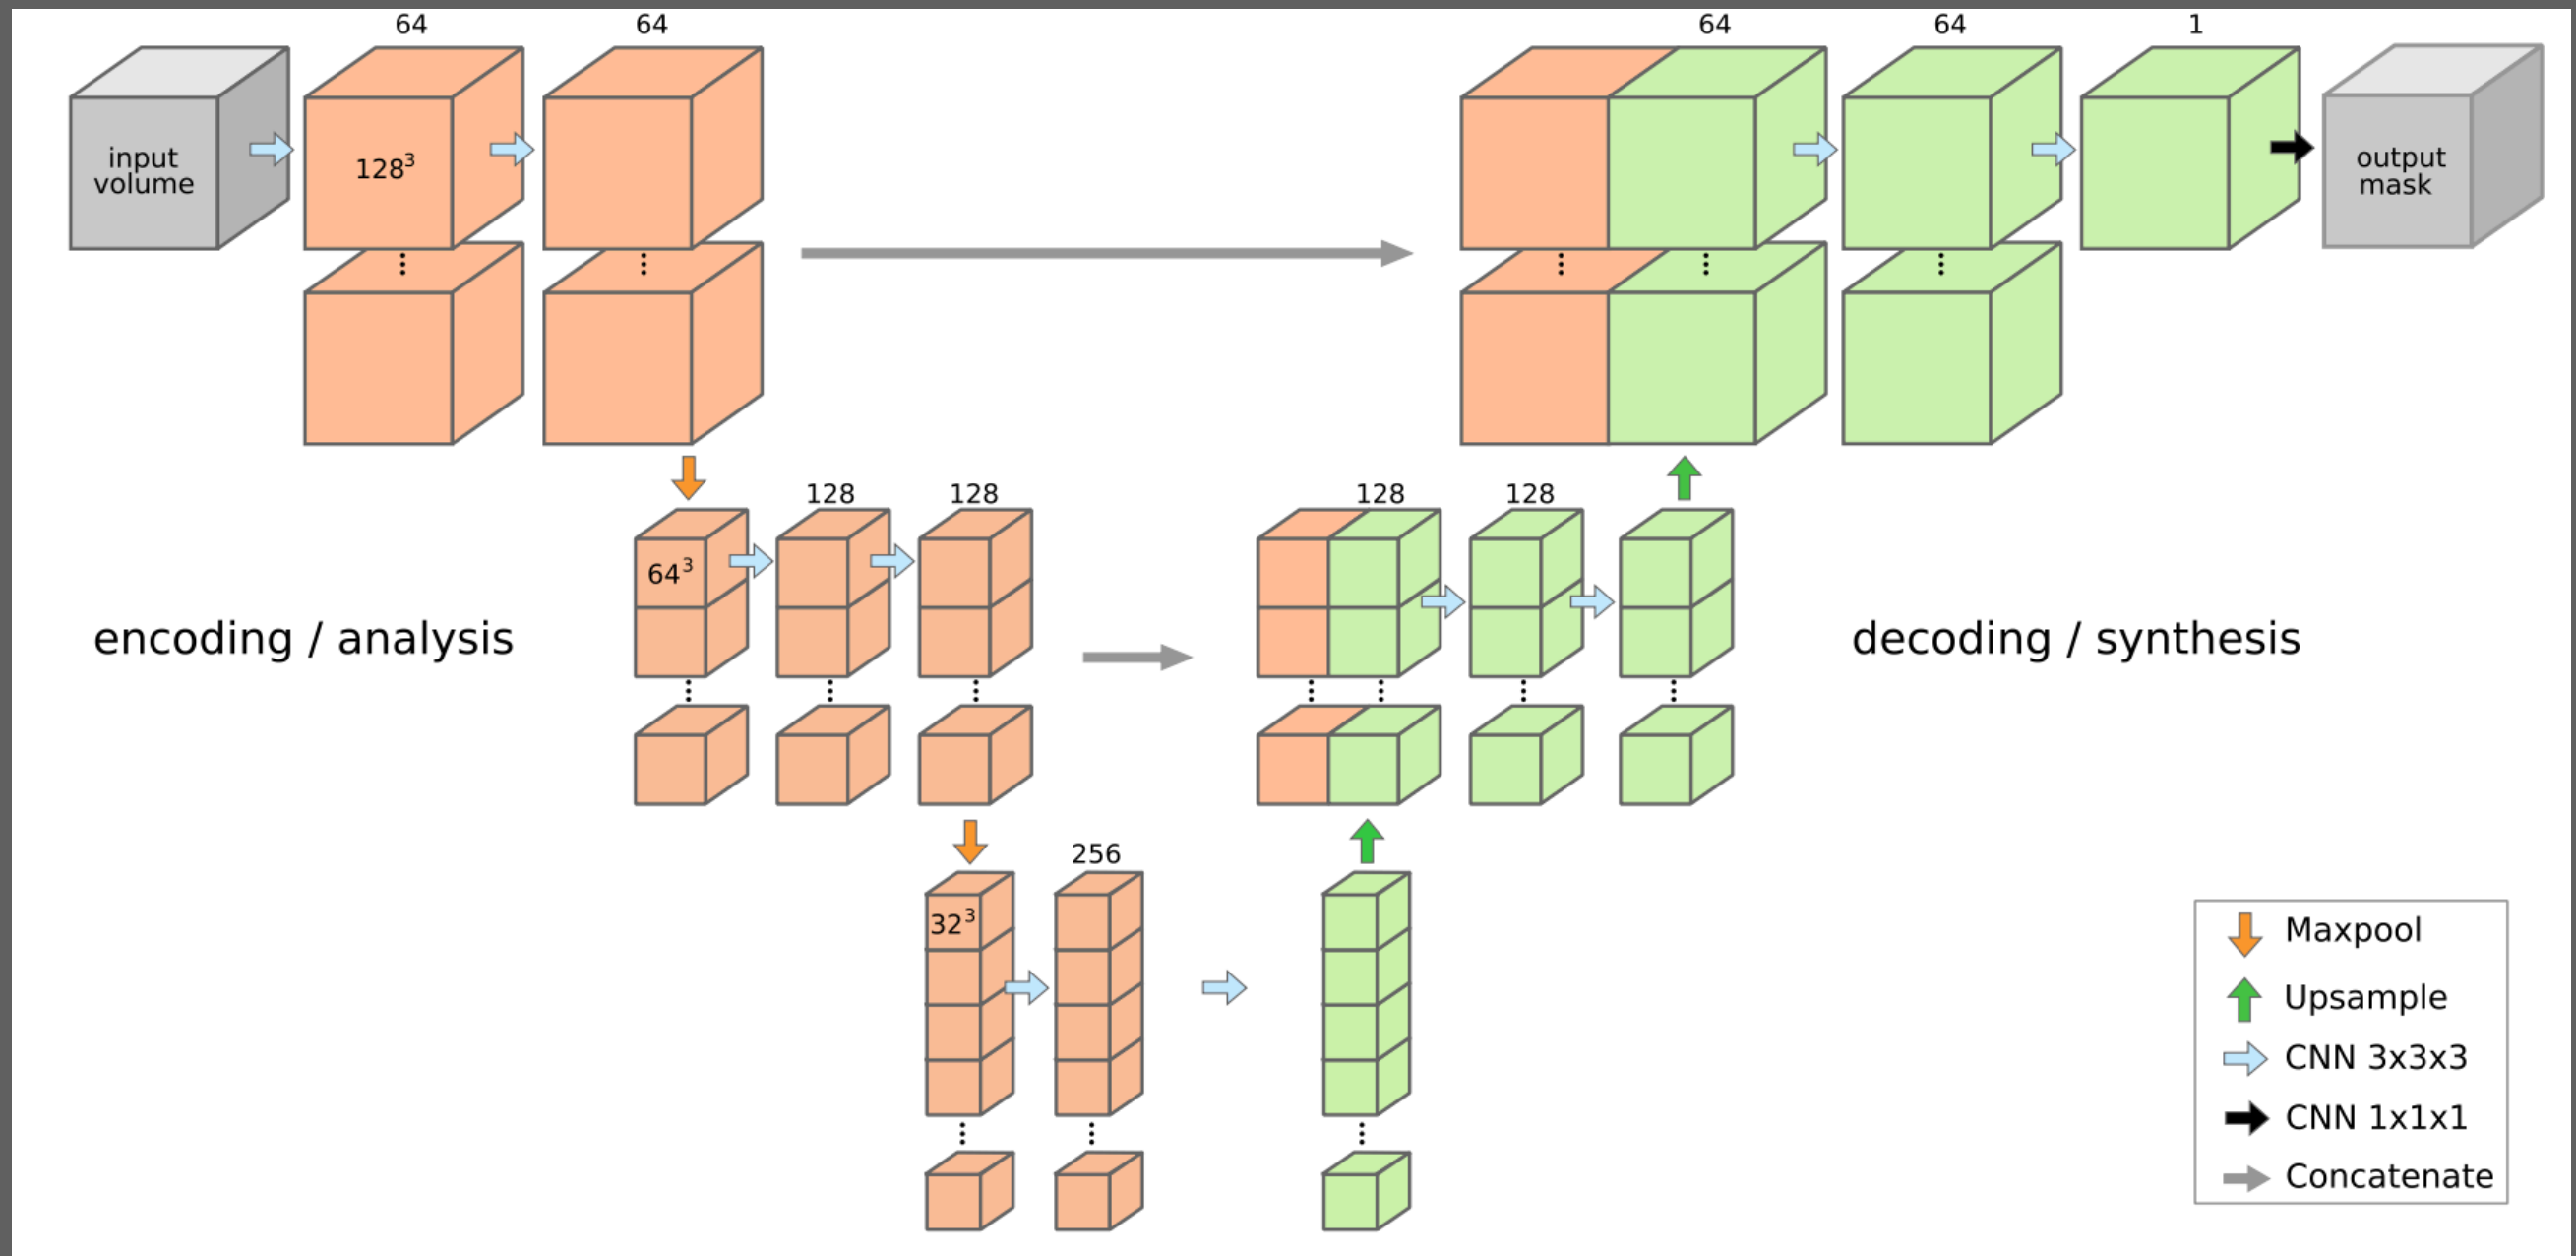 64
64
64
64
1
input
volume
128³
output
mask
128
128
128
128
64³
encoding / analysis
decoding / synthesis
256
32³
Maxpool
Upsample
CNN 3x3x3
CNN 1x1x1
Concatenate